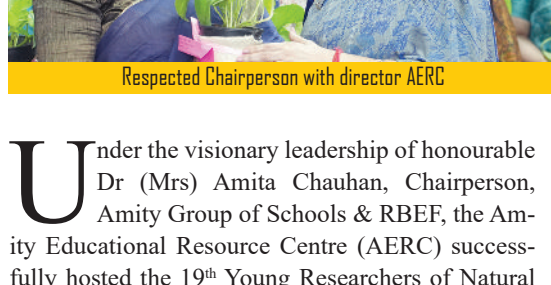 Respected Chairperson with director AERC
Under the visionary leadership of honourable
Dr (Mrs) Amita Chauhan, Chairperson,
Amity Group of Schools & RBEF, the Am-
ity Educational Resource Centre (AERC) success-
fully hosted the 19th Young Researchers of Natural